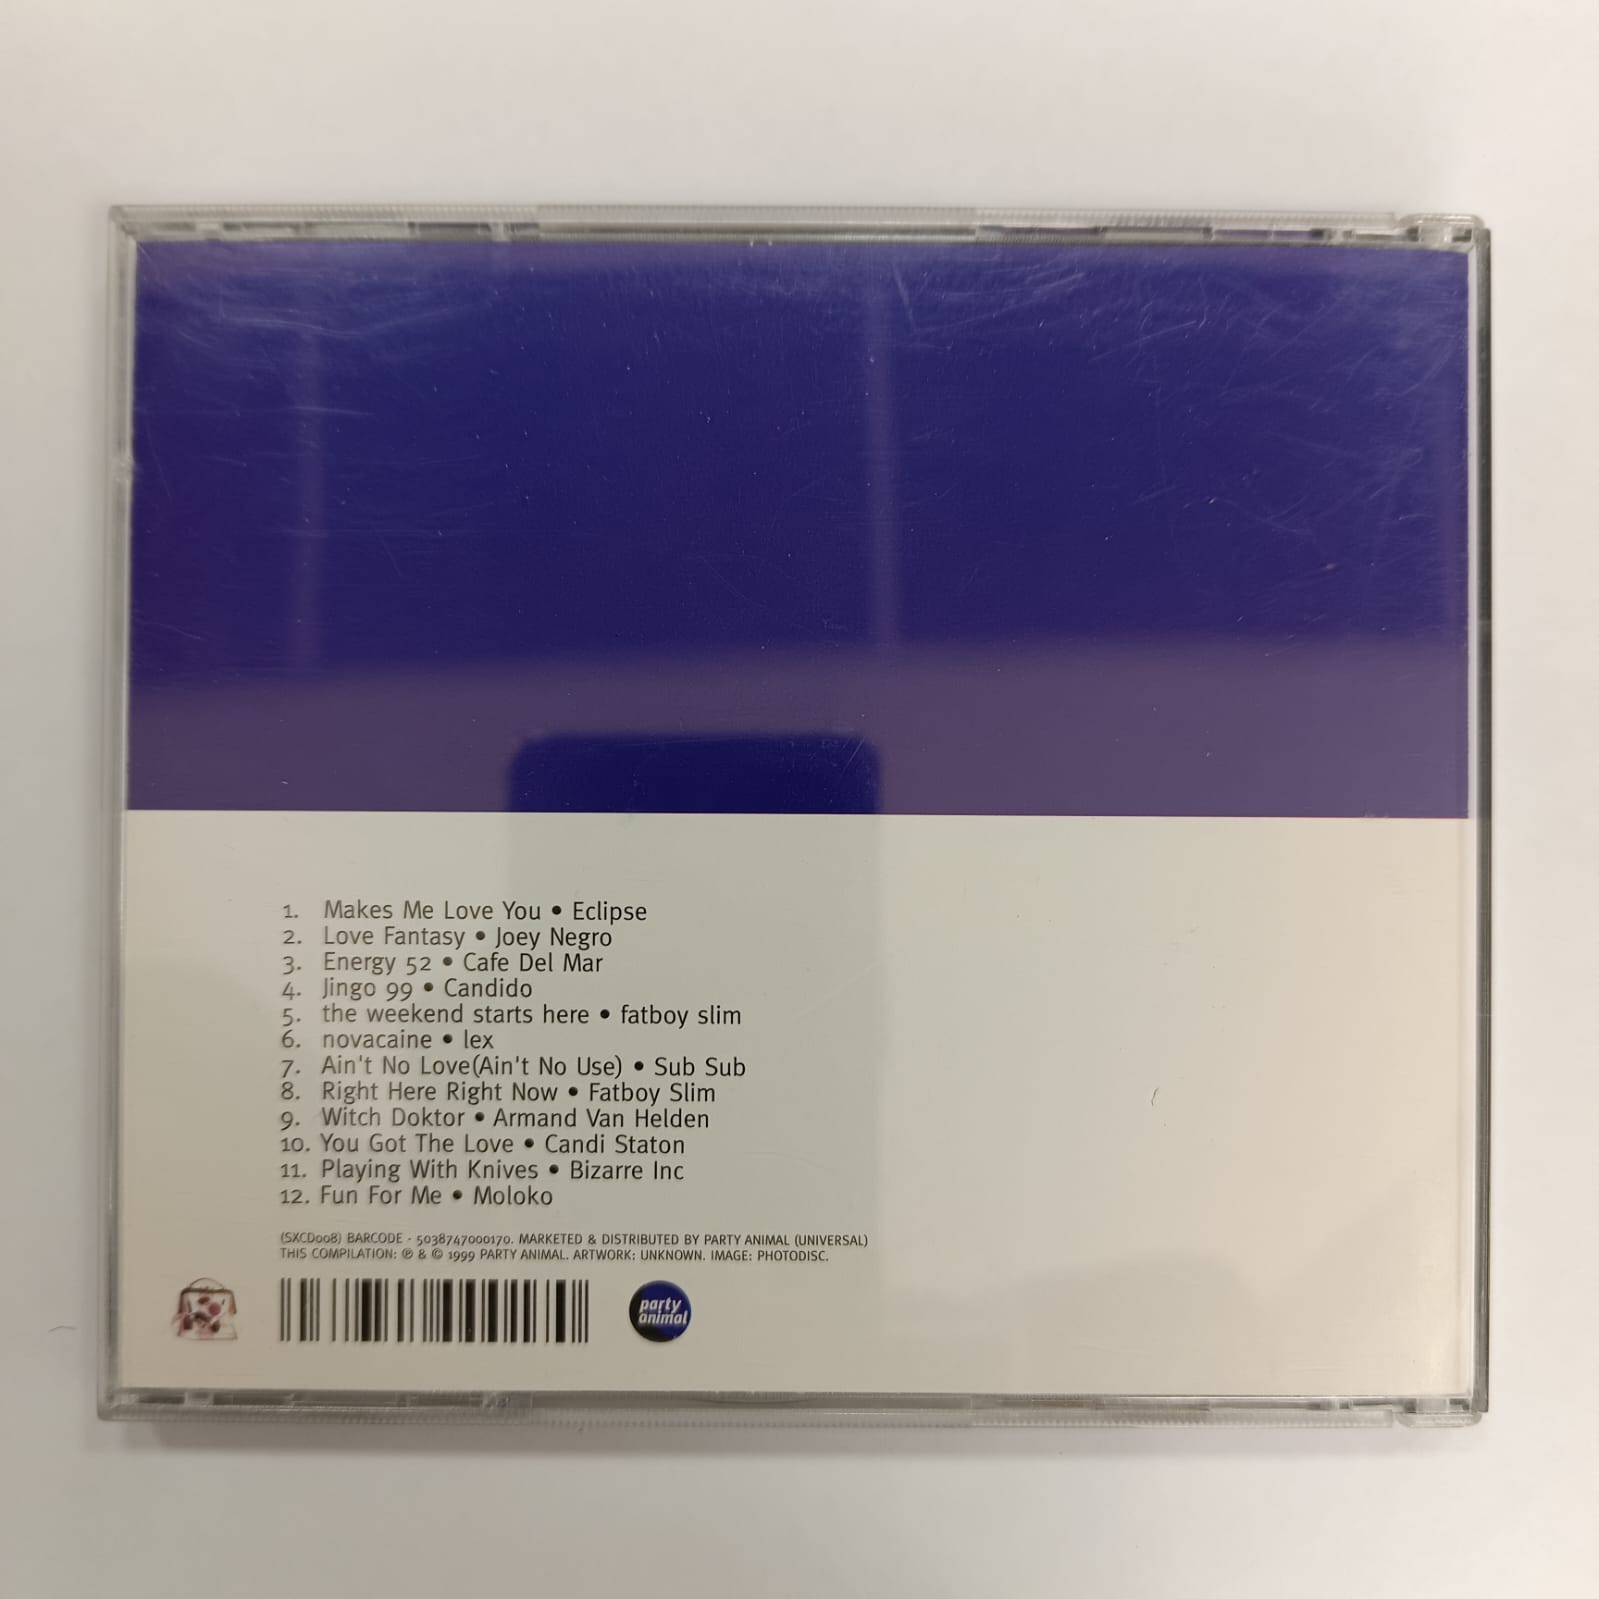 1. Makes Me Love You • Eclipse
2. Love Fantasy • Joey Negro
3. Energy 52 • Cafe Del Mar
4. Jingo 99 • Candido
5. the weekend starts here • fatboy slim
6. novacaine • lex
7. Ain't No Love(Ain't No Use) • Sub Sub
8. Right Here Right Now • Fatboy Slim
9. Witch Doktor • Armand Van Helden
10. You Got The Love • Candi Staton
11. Playing With Knives • Bizarre Inc
12. Fun For Me • Moloko
(SXCD008) BARCODE - 5038747000170. MARKETED & DISTRIBUTED BY PARTY ANIMAL (UNIVERSAL)
THIS COMPILATION: ℗ & © 1999 PARTY ANIMAL. ARTWORK: UNKNOWN. IMAGE: PHOTODISC.
party
animal